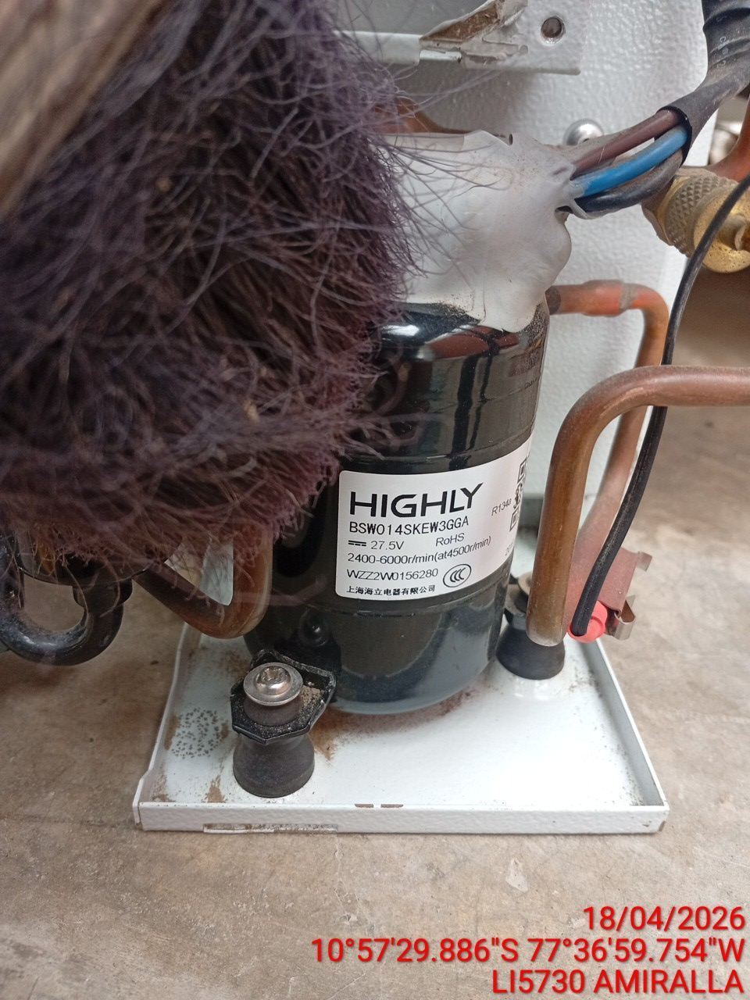 HIGHLY
BSW014SKEW3GGA
R134a
⎓ 27.5V RoHS
2400-6000r/min(at4500r/min)
WZZ2W0156280
CCC
上海海立电器有限公司
18/04/2026
10°57'29.886"S 77°36'59.754"W
LI5730 AMIRALLA